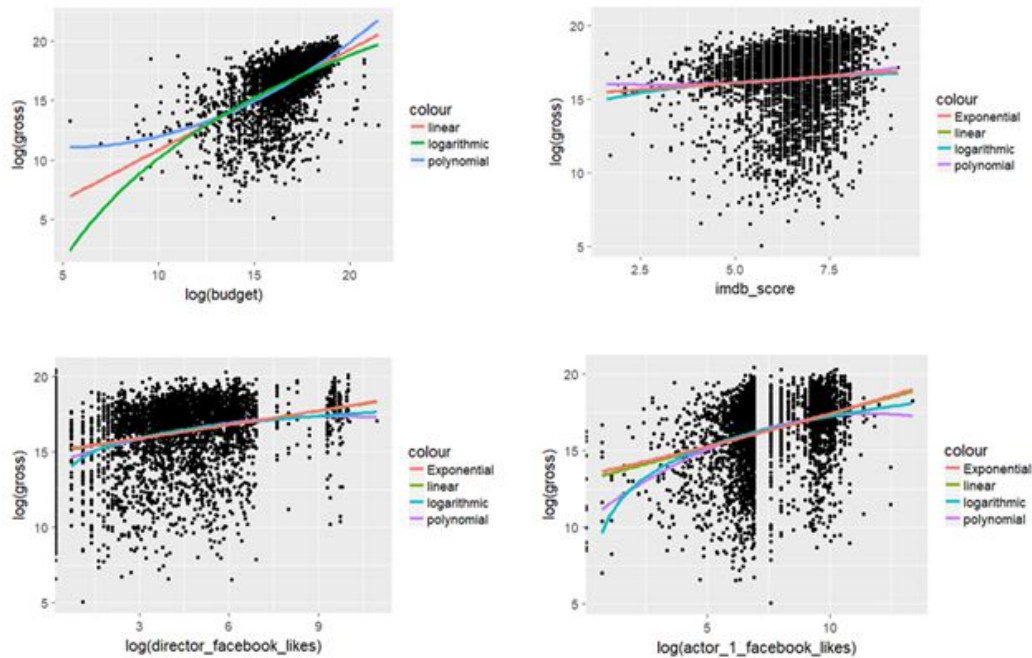 20
15
10
5
log(gross)
5
10
15
20
log(budget)
colour
linear
logarithmic
polynomial
20
15
10
5
log(gross)
2.5
5.0
7.5
imdb_score
colour
Exponential
linear
logarithmic
polynomial
20
15
10
5
log(gross)
3
6
9
log(director_facebook_likes)
colour
Exponential
linear
logarithmic
polynomial
20
15
10
5
log(gross)
5
10
log(actor_1_facebook_likes)
colour
Exponential
linear
logarithmic
polynomial